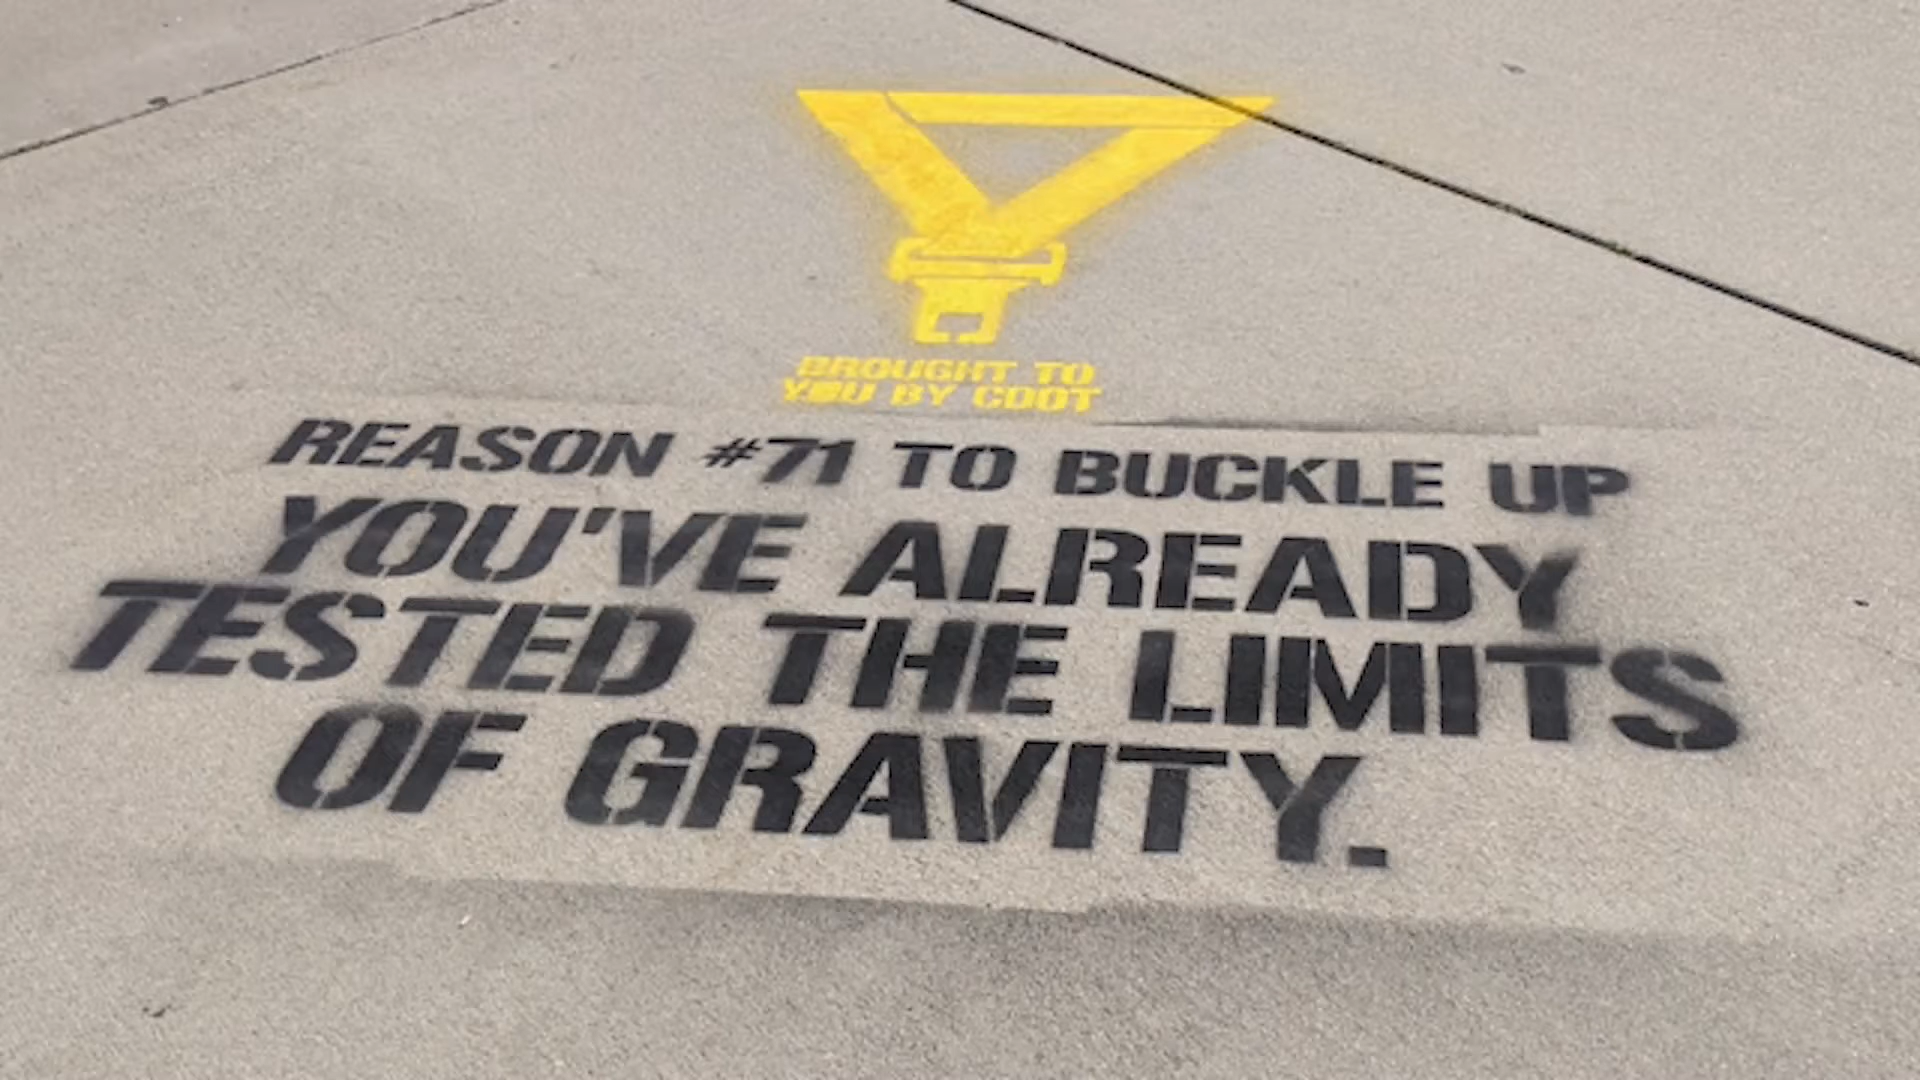 BROUGHT TO
YOU BY CDOT
REASON #71 TO BUCKLE UP
YOU'VE ALREADY
TESTED THE LIMITS
OF GRAVITY.